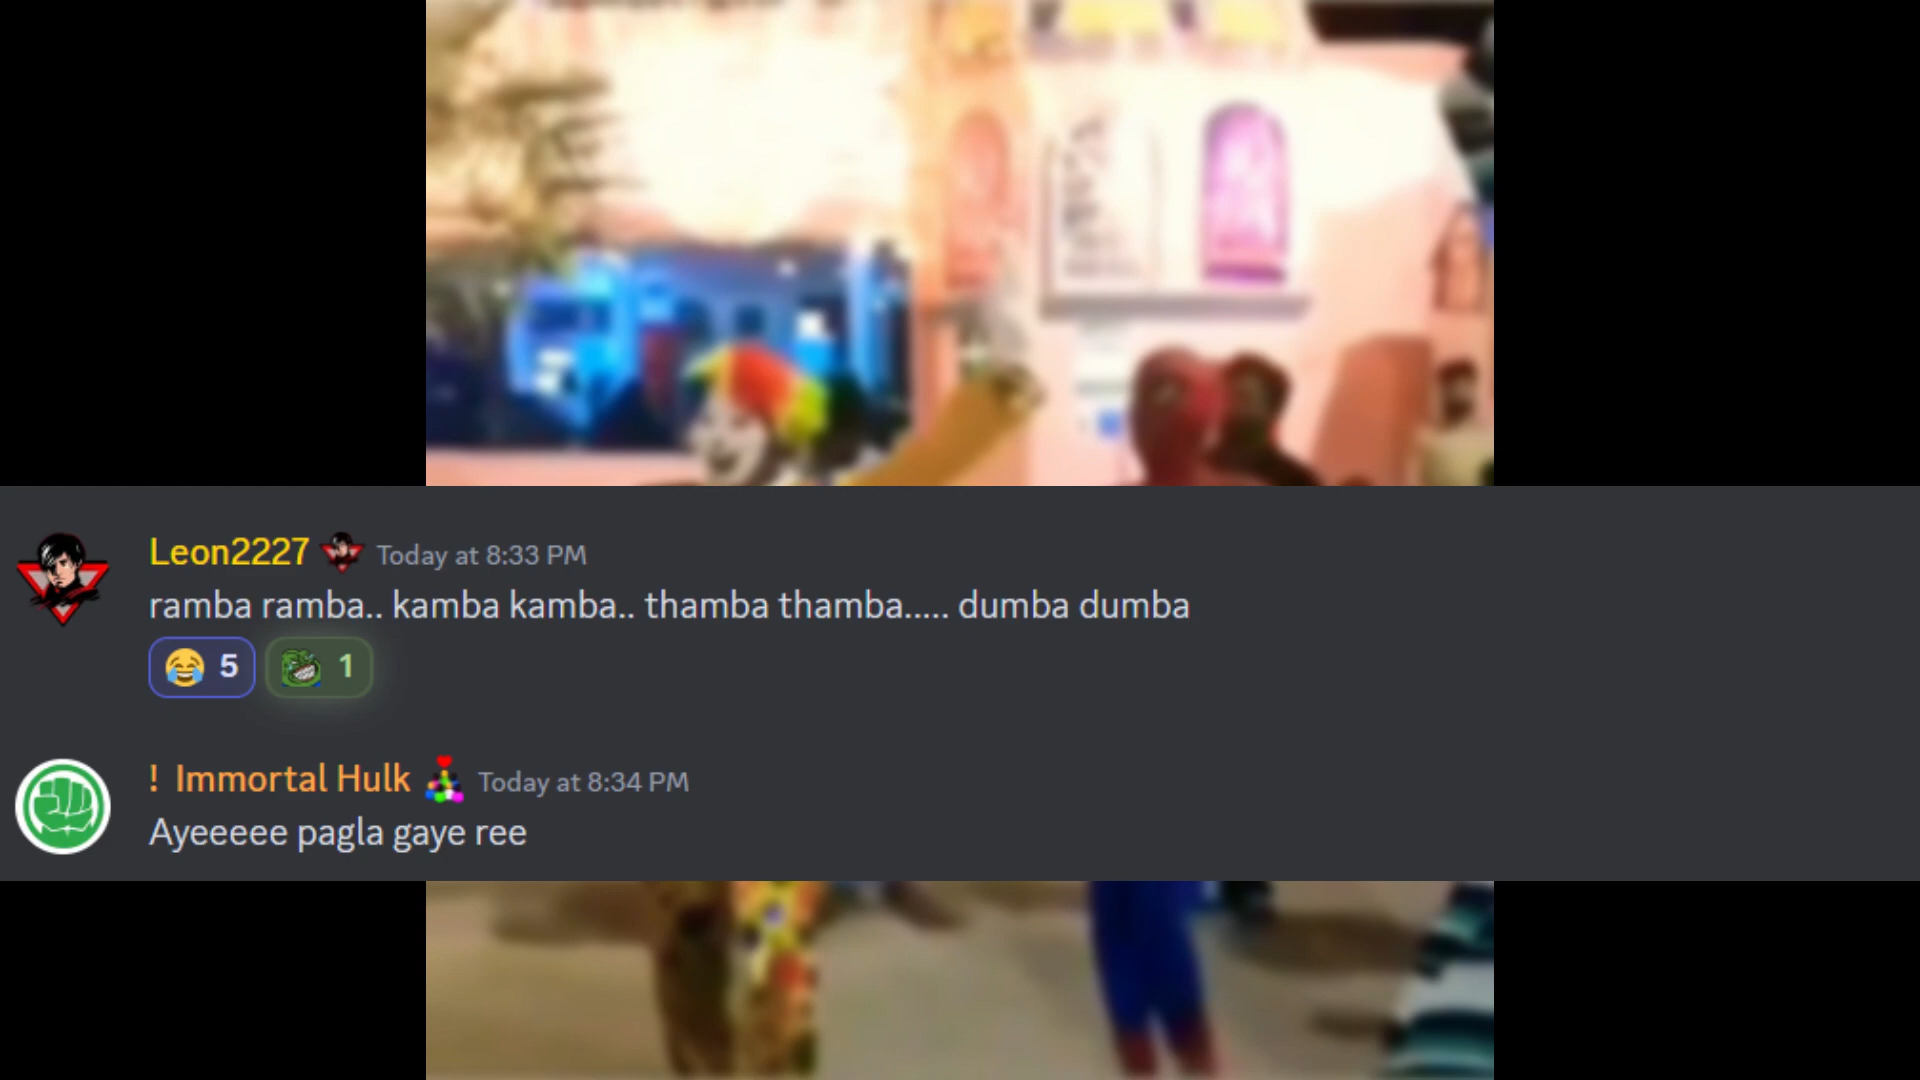 Leon2227 Today at 8:33 PM
ramba ramba.. kamba kamba.. thamba thamba..... dumba dumba
😂 5 1
! Immortal Hulk Today at 8:34 PM
Ayeeeee pagla gaye ree